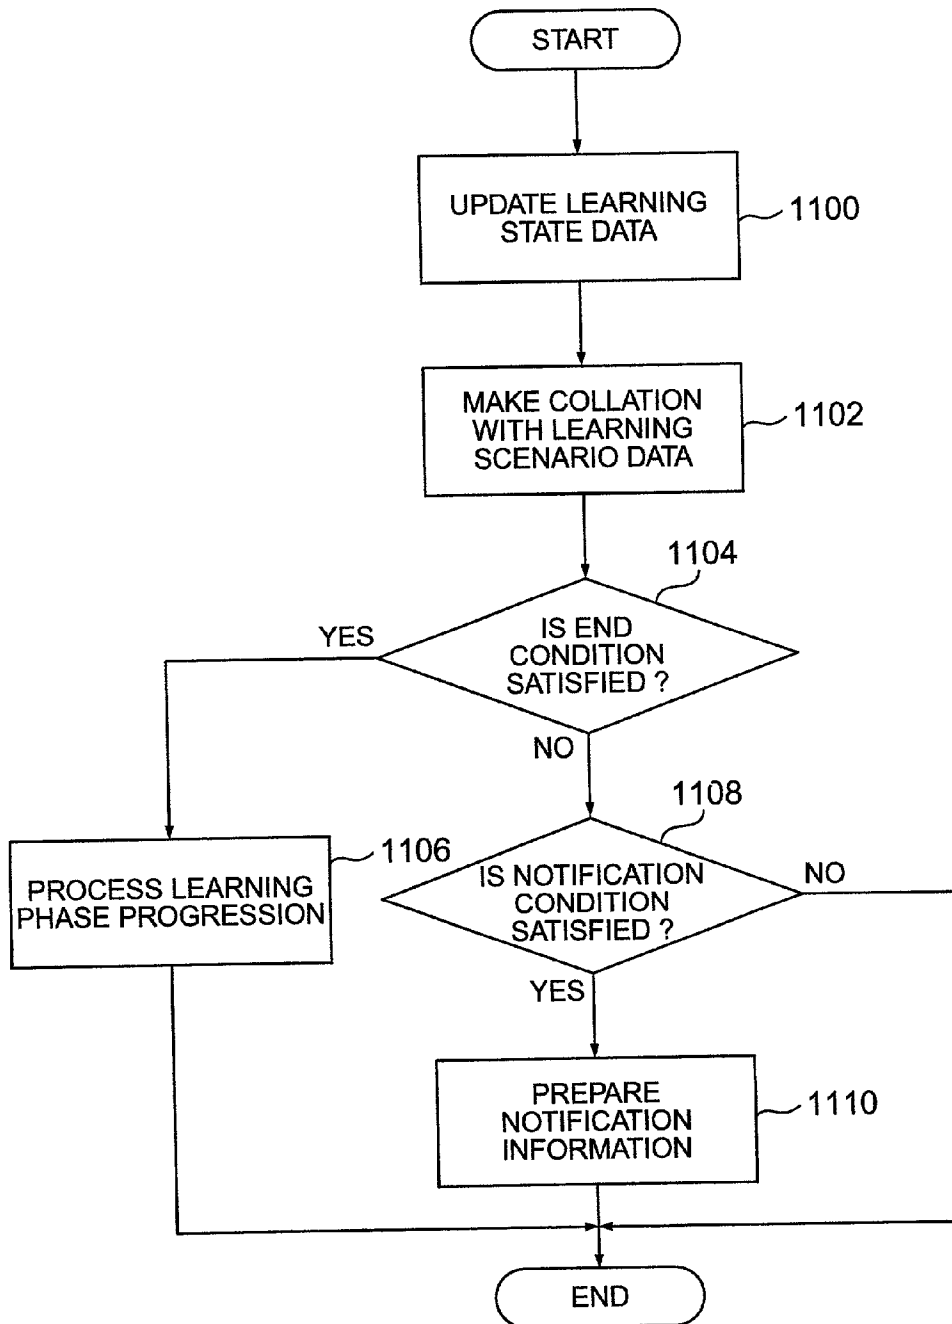 START
UPDATE LEARNING
STATE DATA
1100
MAKE COLLATION
WITH LEARNING
SCENARIO DATA
1102
1104
IS END
CONDITION
SATISFIED ?
YES
NO
1106
PROCESS LEARNING
PHASE PROGRESSION
1108
IS NOTIFICATION
CONDITION
SATISFIED ?
NO
YES
PREPARE
NOTIFICATION
INFORMATION
1110
END